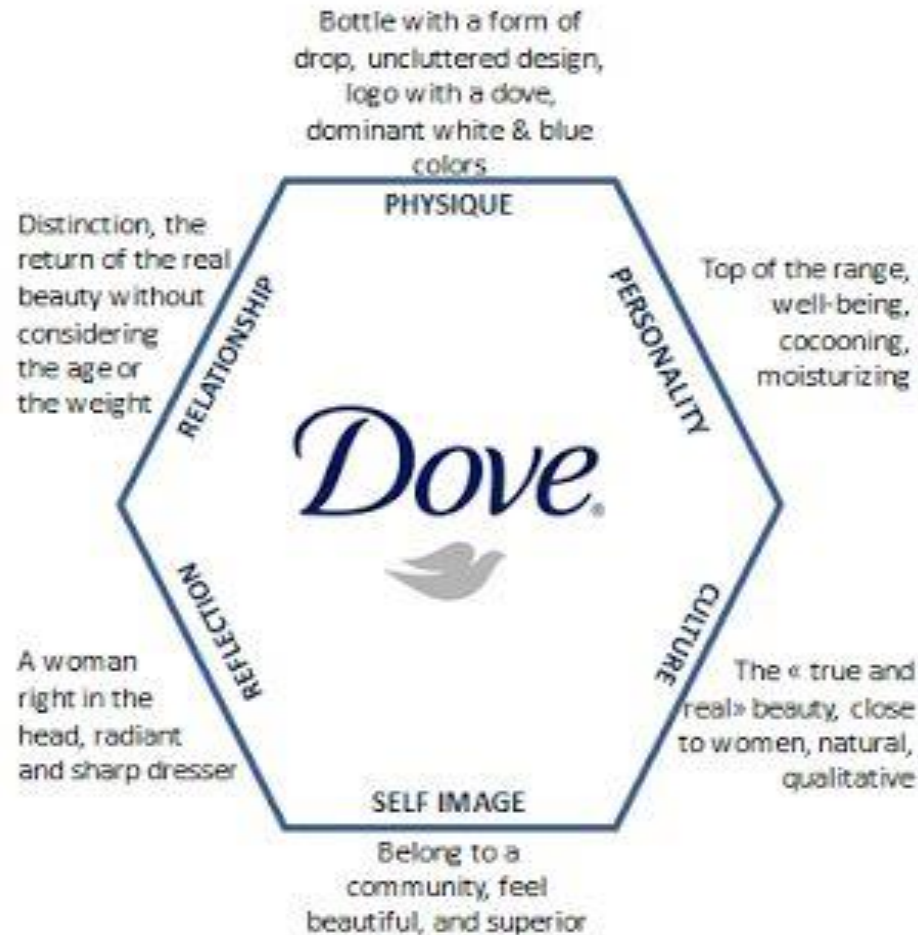 Bottle with a form of
drop, uncluttered design,
logo with a dove,
dominant white & blue
colors
PHYSIQUE
Distinction, the
return of the real
beauty without
considering
the age or
the weight
RELATIONSHIP
PERSONALITY
Top of the range,
well-being,
cocooning,
moisturizing
Dove®
REFLECTION
A woman
right in the
head, radiant
and sharp dresser
CULTURE
The « true and
real» beauty, close
to women, natural,
qualitative
SELF IMAGE
Belong to a
community, feel
beautiful, and superior